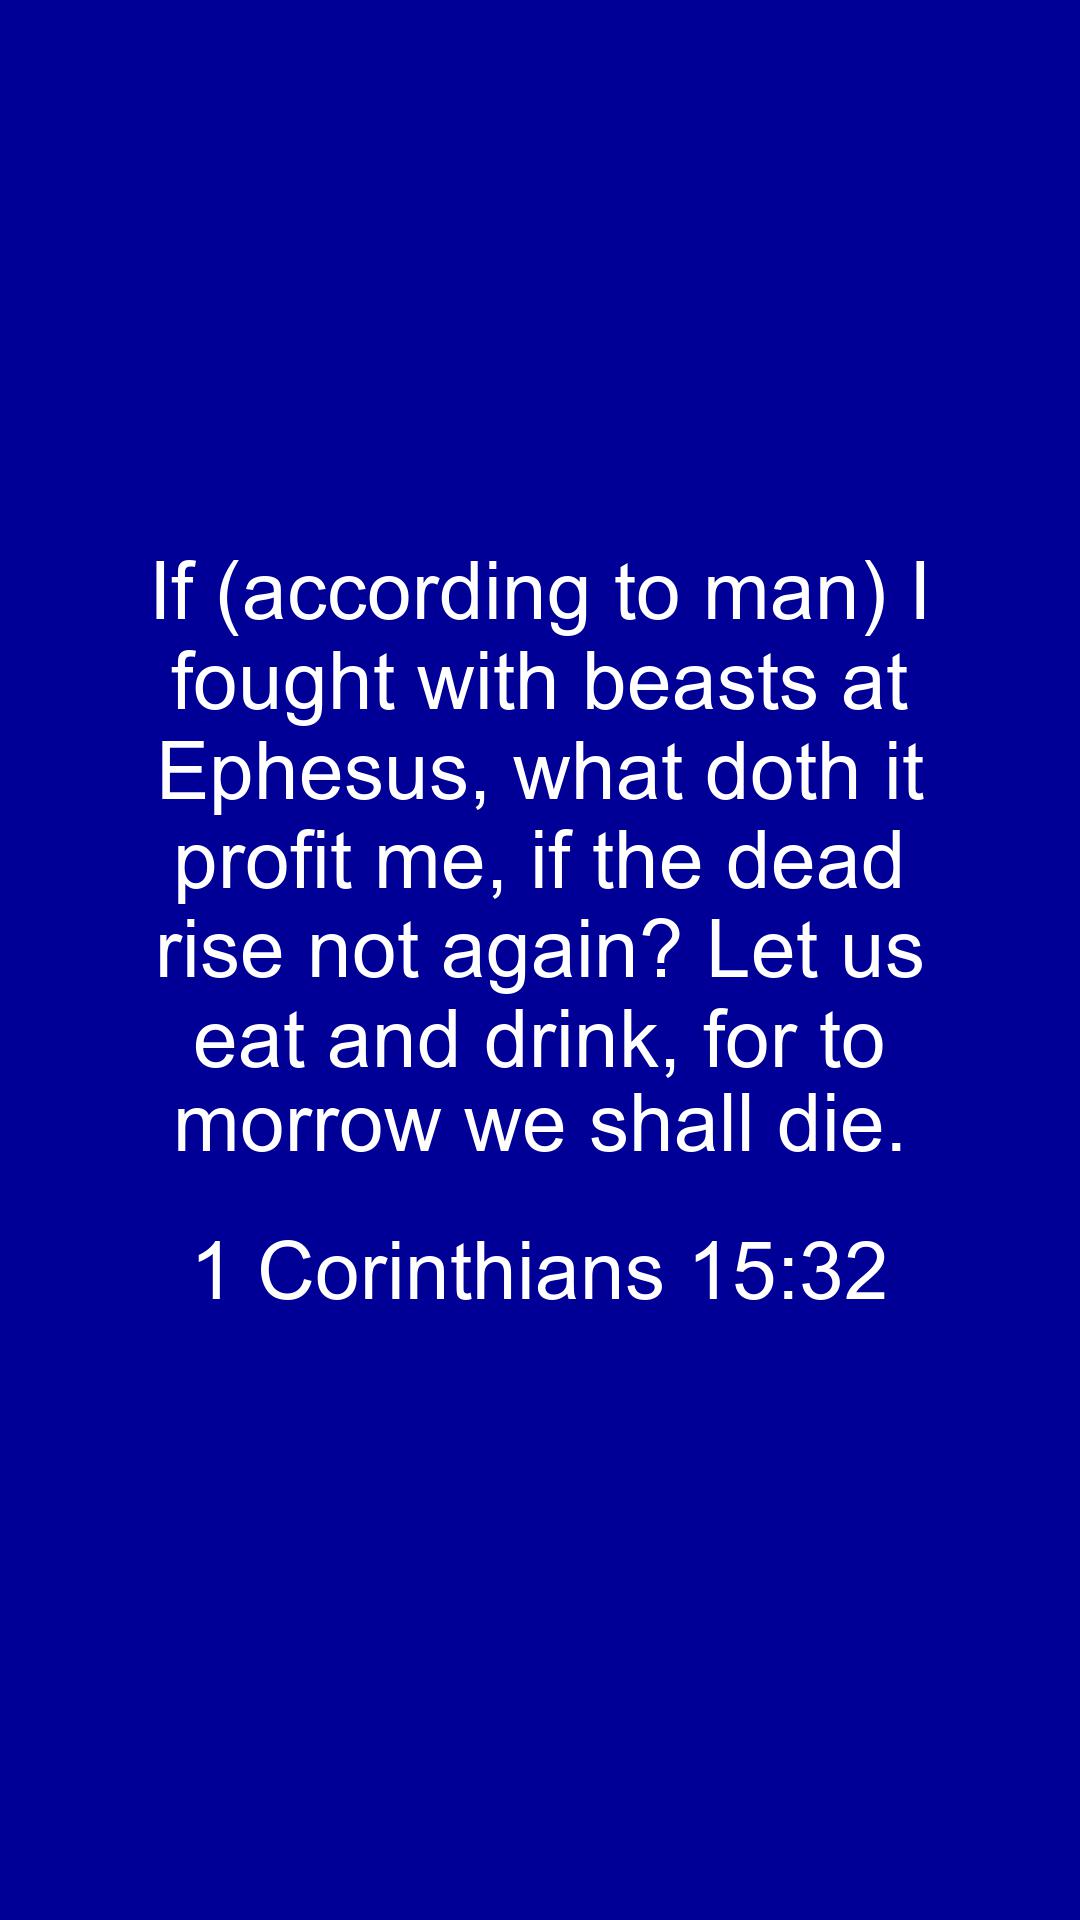 If (according to man) I
fought with beasts at
Ephesus, what doth it
profit me, if the dead
rise not again? Let us
eat and drink, for to
morrow we shall die.
1 Corinthians 15:32